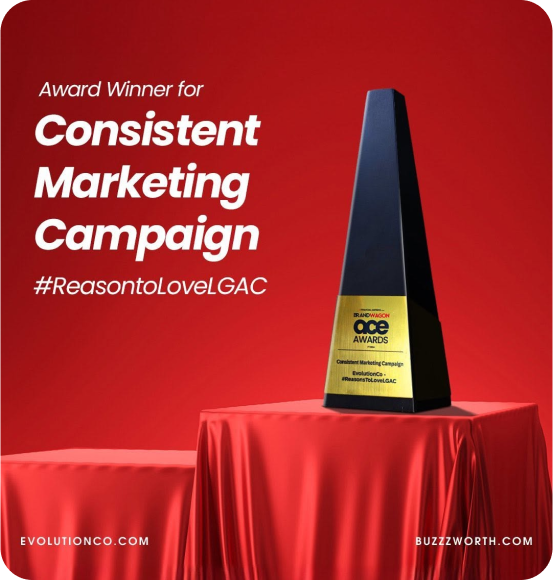 Award Winner for
Consistent
Marketing
Campaign
#ReasontoLoveLGAC
BRANDWAGON
ace
AWARDS
Consistent Marketing Campaign
EvolutionCo -
#ReasonsToLoveLGAC
EVOLUTIONCO.COM
BUZZZWORTH.COM